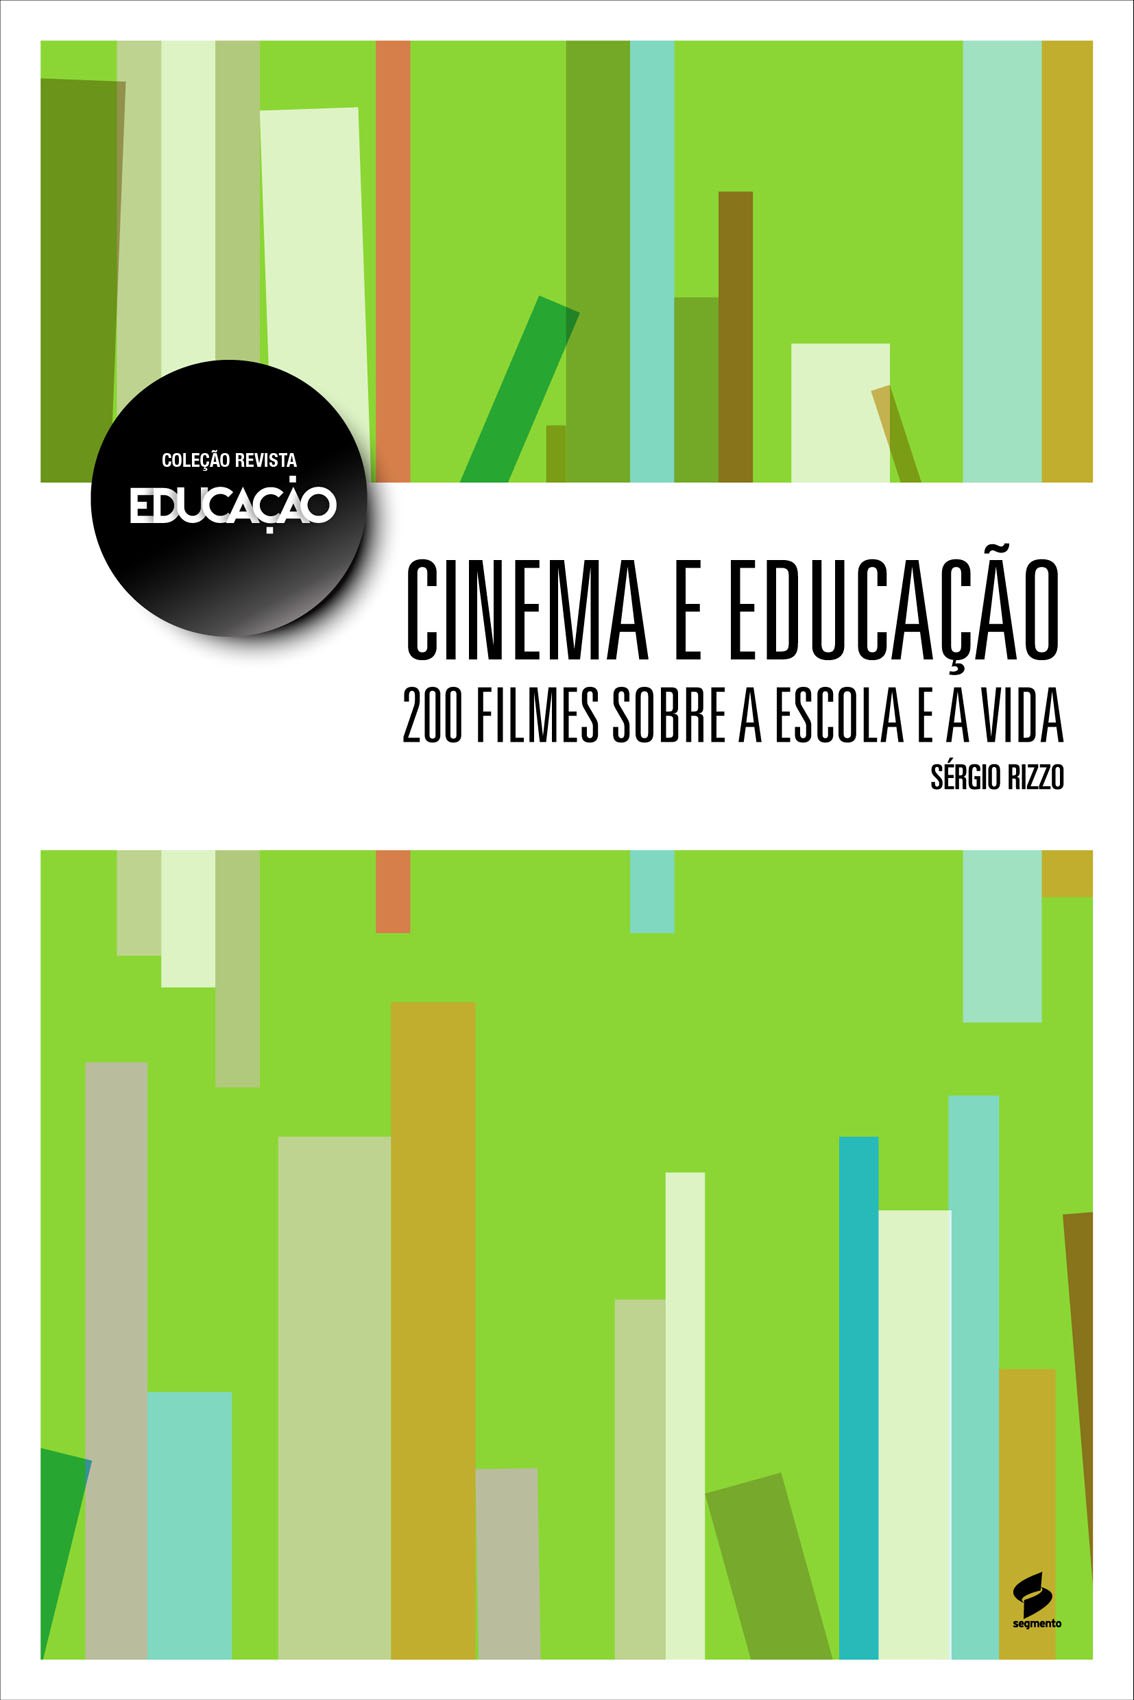 COLEÇÃO REVISTA
EDUCAÇÃO
CINEMA E EDUCAÇÃO
200 FILMES SOBRE A ESCOLA E A VIDA
SÉRGIO RIZZO
segmento